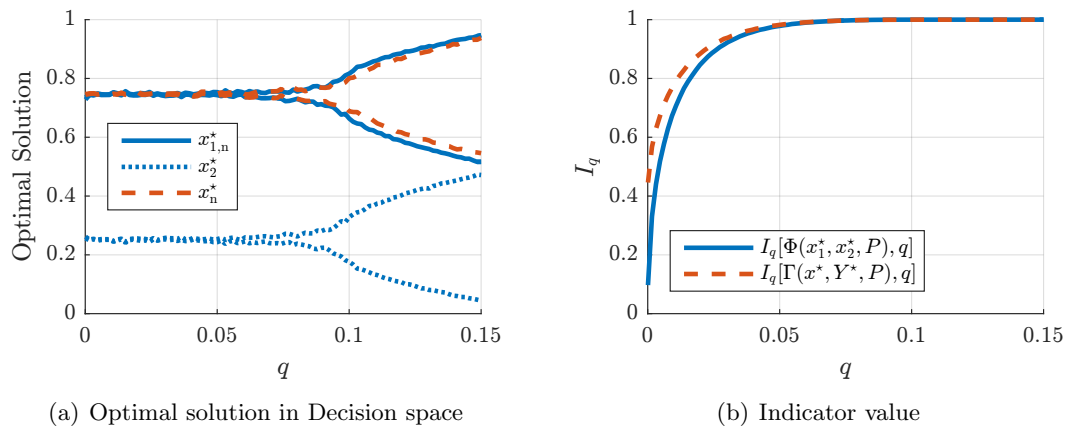 1
0.8
0.6
0.4
0.2
0
0
0.05
0.1
0.15
Optimal Solution
q
x⋆1,n
x⋆2
x⋆n
(a) Optimal solution in Decision space
1
0.8
0.6
0.4
0.2
0
0
0.05
0.1
0.15
Iq
q
Iq[Φ(x⋆1, x⋆2, P), q]
Iq[Γ(x⋆, Y⋆, P), q]
(b) Indicator value